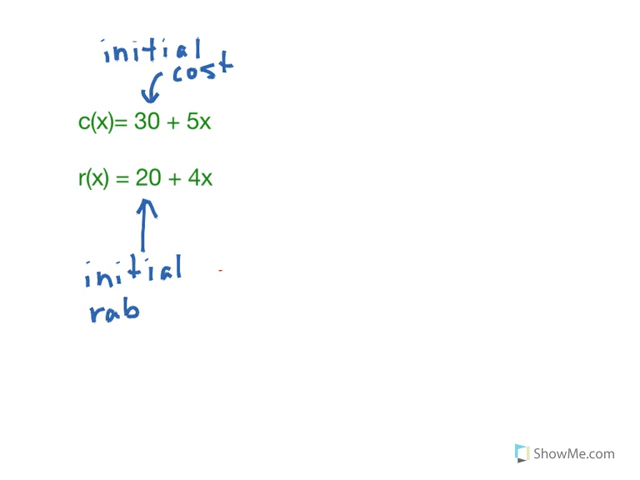 initial
cost
c(x)= 30 + 5x
r(x) = 20 + 4x
initial
rab
ShowMe.com